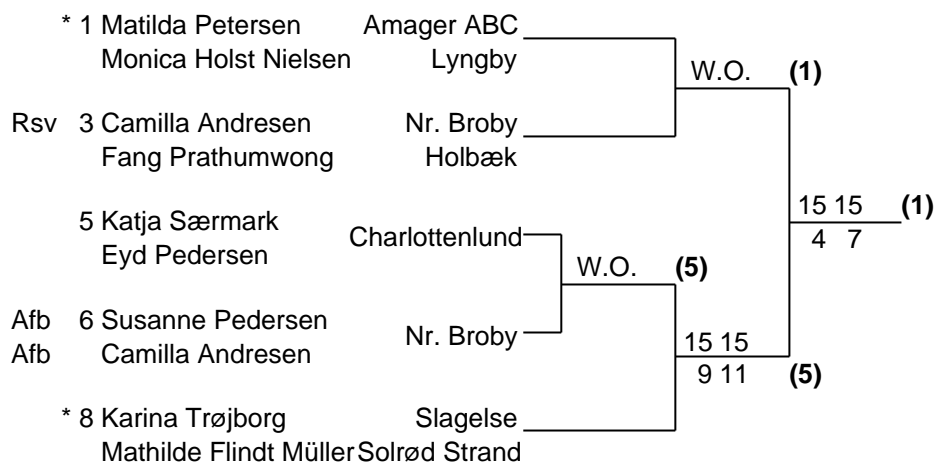 * 1 Matilda Petersen Amager ABC
Monica Holst Nielsen Lyngby
W.O. (1)
Rsv 3 Camilla Andresen Nr. Broby
Fang Prathumwong Holbæk
15 15 (1)
4 7
5 Katja Særmark
Eyd Pedersen Charlottenlund
W.O. (5)
Afb 6 Susanne Pedersen
Afb Camilla Andresen Nr. Broby
15 15
9 11 (5)
* 8 Karina Trøjborg Slagelse
Mathilde Flindt Müller Solrød Strand